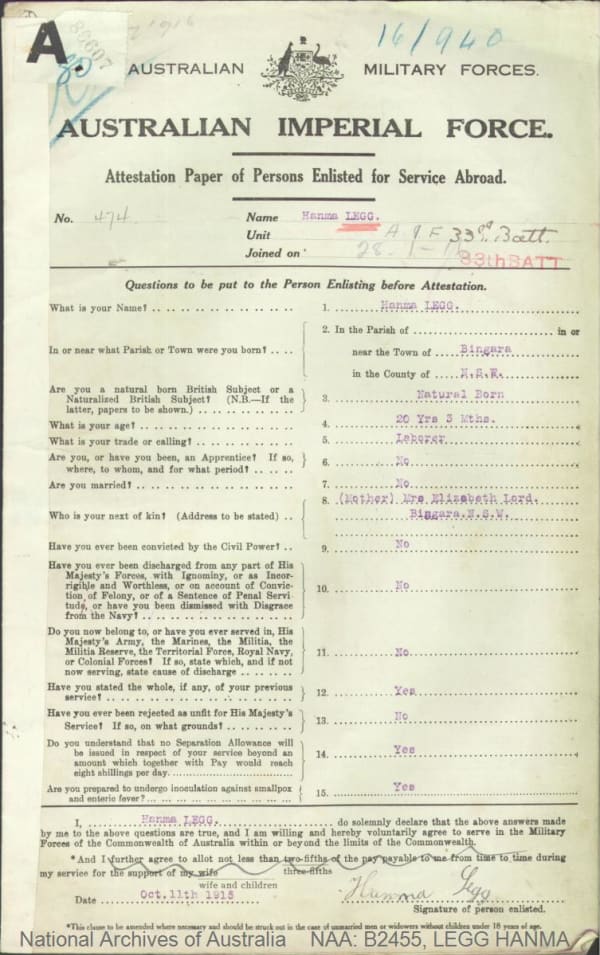 A.
80607
16/940
AUSTRALIAN MILITARY FORCES.
AUSTRALIAN IMPERIAL FORCE.
Attestation Paper of Persons Enlisted for Service Abroad.
No. 474 Name Hanma LEGG.
Unit A I F 33rd Batt.
Joined on 28. 1-16 33thBATT
Questions to be put to the Person Enlisting before Attestation.
What is your Name? 1. Hanma LEGG.
In or near what Parish or Town were you born? 2. In the Parish of in or
near the Town of Bingara
in the County of N.S.W.
Are you a natural born British Subject or a
Naturalized British Subject? (N.B.—If the
latter, papers to be shown.) 3. Natural Born
What is your age? 4. 20 Yrs 3 Mths.
What is your trade or calling? 5. Laborer
Are you, or have you been, an Apprentice? If so,
where, to whom, and for what period? 6. No
Are you married? 7. No
Who is your next of kin? (Address to be stated) 8. (Mother) Mrs Elizabeth Lord.
Bingara.N.S.W.
Have you ever been convicted by the Civil Power? 9. No
Have you ever been discharged from any part of His
Majesty's Forces, with Ignominy, or as Incor-
rigible and Worthless, or on account of Convic-
tion of Felony, or of a Sentence of Penal Servi-
tude, or have you been dismissed with Disgrace
from the Navy? 10. No
Do you now belong to, or have you ever served in, His
Majesty's Army, the Marines, the Militia, the
Militia Reserve, the Territorial Force, Royal Navy,
or Colonial Forces? If so, state which, and if not
now serving, state cause of discharge 11. No
Have you stated the whole, if any, of your previous
service? 12. Yes
Have you ever been rejected as unfit for His Majesty's
Service? If so, on what grounds? 13. No
Do you understand that no Separation Allowance will
be issued in respect of your service beyond an
amount which together with Pay would reach
eight shillings per day. 14. Yes
Are you prepared to undergo inoculation against smallpox
and enteric fever? 15. Yes
I, Hanma LEGG. do solemnly declare that the above answers made
by me to the above questions are true, and I am willing and hereby voluntarily agree to serve in the Military
Forces of the Commonwealth of Australia within or beyond the limits of the Commonwealth.
*And I further agree to allot not less than two-fifths of the pay payable to me from time to time during
three-fifths
my service for the support of my wife
wife and children
Date Oct.11th 1915 Hanma Legg
Signature of person enlisted.
*This clause to be amended where necessary and should be struck out in the case of unmarried men or widowers without children under 18 years of age.
National Archives of Australia NAA: B2455, LEGG HANMA